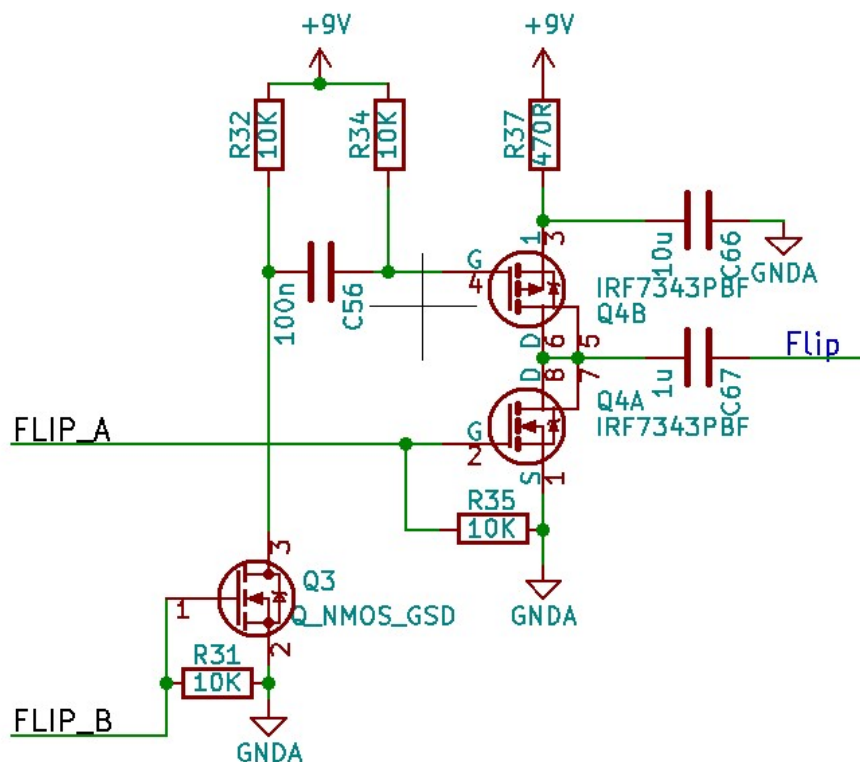 +9V
+9V
R32
10K
R34
10K
R37
470R
1
3
10u
C66
GNDA
G
4
100n
C56
IRF7343PBF
Q4B
D
6
5
Flip
D
8
7
1u
C67
Q4A
IRF7343PBF
FLIP_A
G
2
S
1
R35
10K
GNDA
3
Q3
Q_NMOS_GSD
1
2
R31
10K
FLIP_B
GNDA